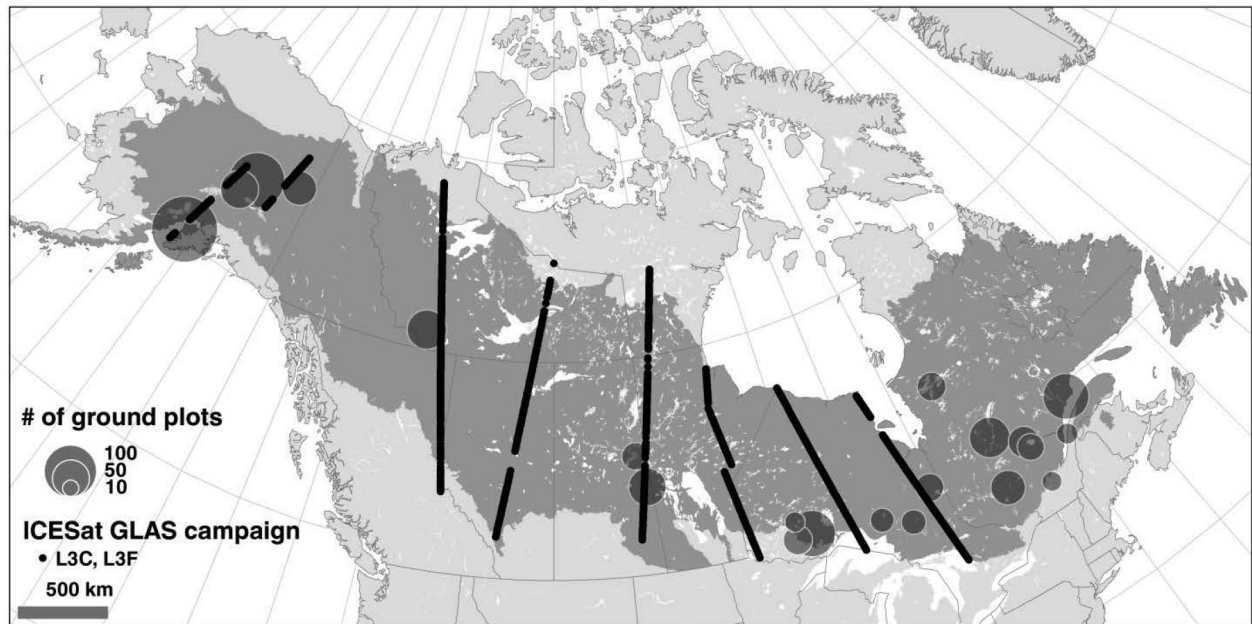 # of ground plots
100
50
10
ICESat GLAS campaign
• L3C, L3F
500 km